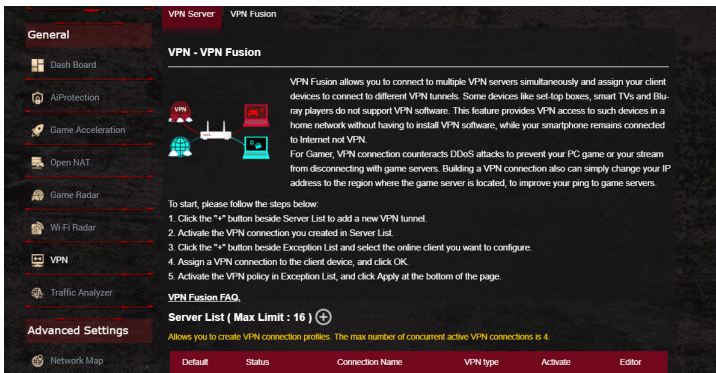 VPN Server VPN Fusion
General
VPN - VPN Fusion
Dash Board
AiProtection
Game Acceleration
Open NAT
Game Radar
Wi-Fi Radar
VPN
Traffic Analyzer
Advanced Settings
Network Map
VPN
VPN Fusion allows you to connect to multiple VPN servers simultaneously and assign your client
devices to connect to different VPN tunnels. Some devices like set-top boxes, smart TVs and Blu-
ray players do not support VPN software. This feature provides VPN access to such devices in a
home network without having to install VPN software, while your smartphone remains connected
to Internet not VPN.
For Gamer, VPN connection counteracts DDoS attacks to prevent your PC game or your stream
from disconnecting with game servers. Building a VPN connection also can simply change your IP
address to the region where the game server is located, to improve your ping to game servers.
To start, please follow the steps below:
1. Click the "+" button beside Server List to add a new VPN tunnel.
2. Activate the VPN connection you created in Server List.
3. Click the "+" button beside Exception List and select the online client you want to configure.
4. Assign a VPN connection to the client device, and click OK.
5. Activate the VPN policy in Exception List, and click Apply at the bottom of the page.
VPN Fusion FAQ.
Server List ( Max Limit : 16 )
Allows you to create VPN connection profiles. The max number of concurrent active VPN connections is 4.
Default Status Connection Name VPN type Activate Editor